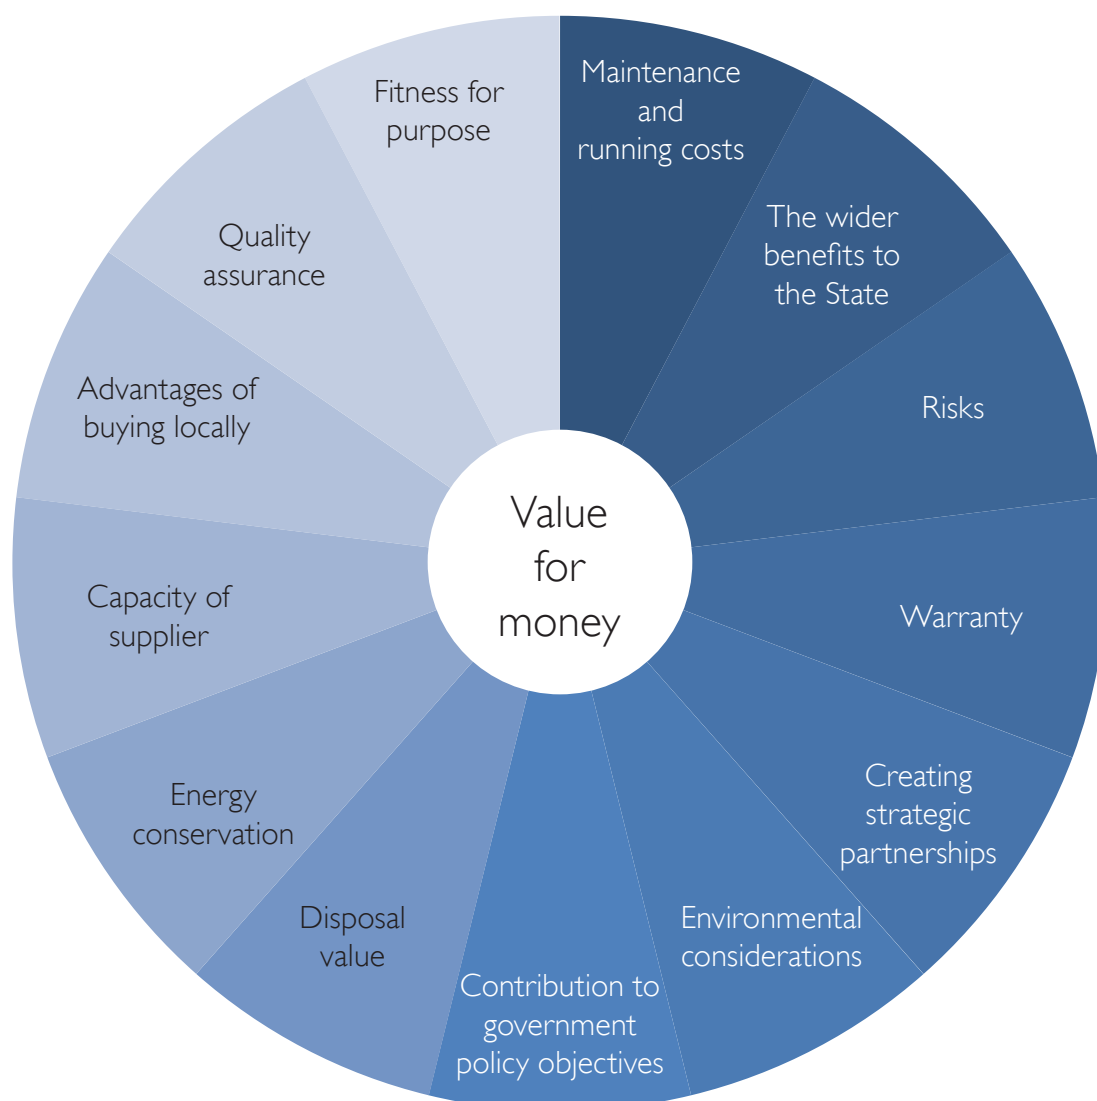 Maintenance
and
running costs
The wider
benefits to
the State
Risks
Warranty
Creating
strategic
partnerships
Environmental
considerations
Contribution to
government
policy objectives
Disposal
value
Energy
conservation
Capacity of
supplier
Advantages of
buying locally
Quality
assurance
Fitness for
purpose
Value
for
money